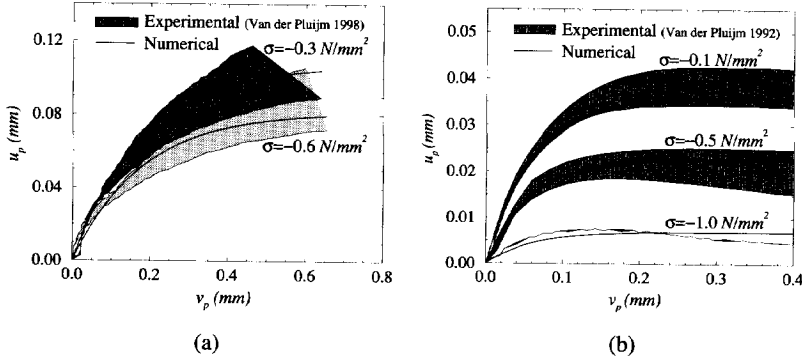 Experimental (Van der Pluijm 1998)
Numerical
σ=−0.3 N/mm²
σ=−0.6 N/mm²
0.12
0.08
0.04
0.00
u_p (mm)
0.0 0.2 0.4 0.6 0.8
v_p (mm)
(a)
Experimental (Van der Pluijm 1992)
Numerical
σ=−0.1 N/mm²
σ=−0.5 N/mm²
σ=−1.0 N/mm²
0.05
0.04
0.03
0.02
0.01
0.00
u_p (mm)
0.0 0.1 0.2 0.3 0.4
v_p (mm)
(b)